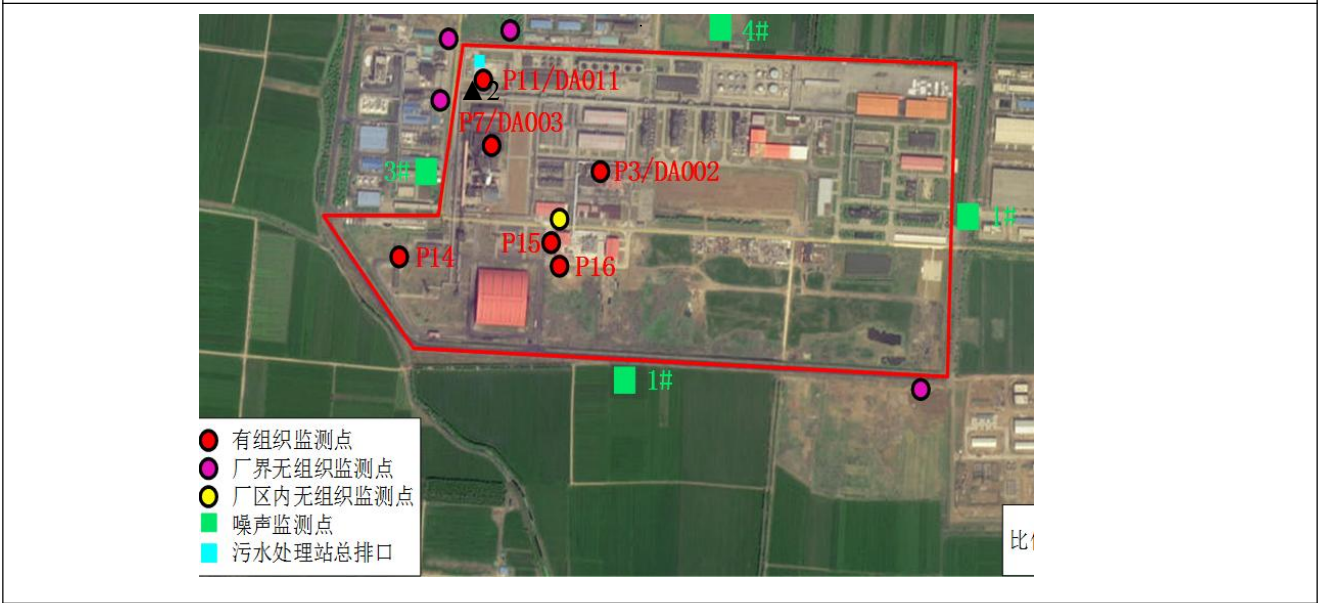 4#
P11/DA011
2
P7/DA003
3#
P3/DA002
1#
P15
P14
P16
1#
有组织监测点
厂界无组织监测点
厂区内无组织监测点
噪声监测点
污水处理站总排口